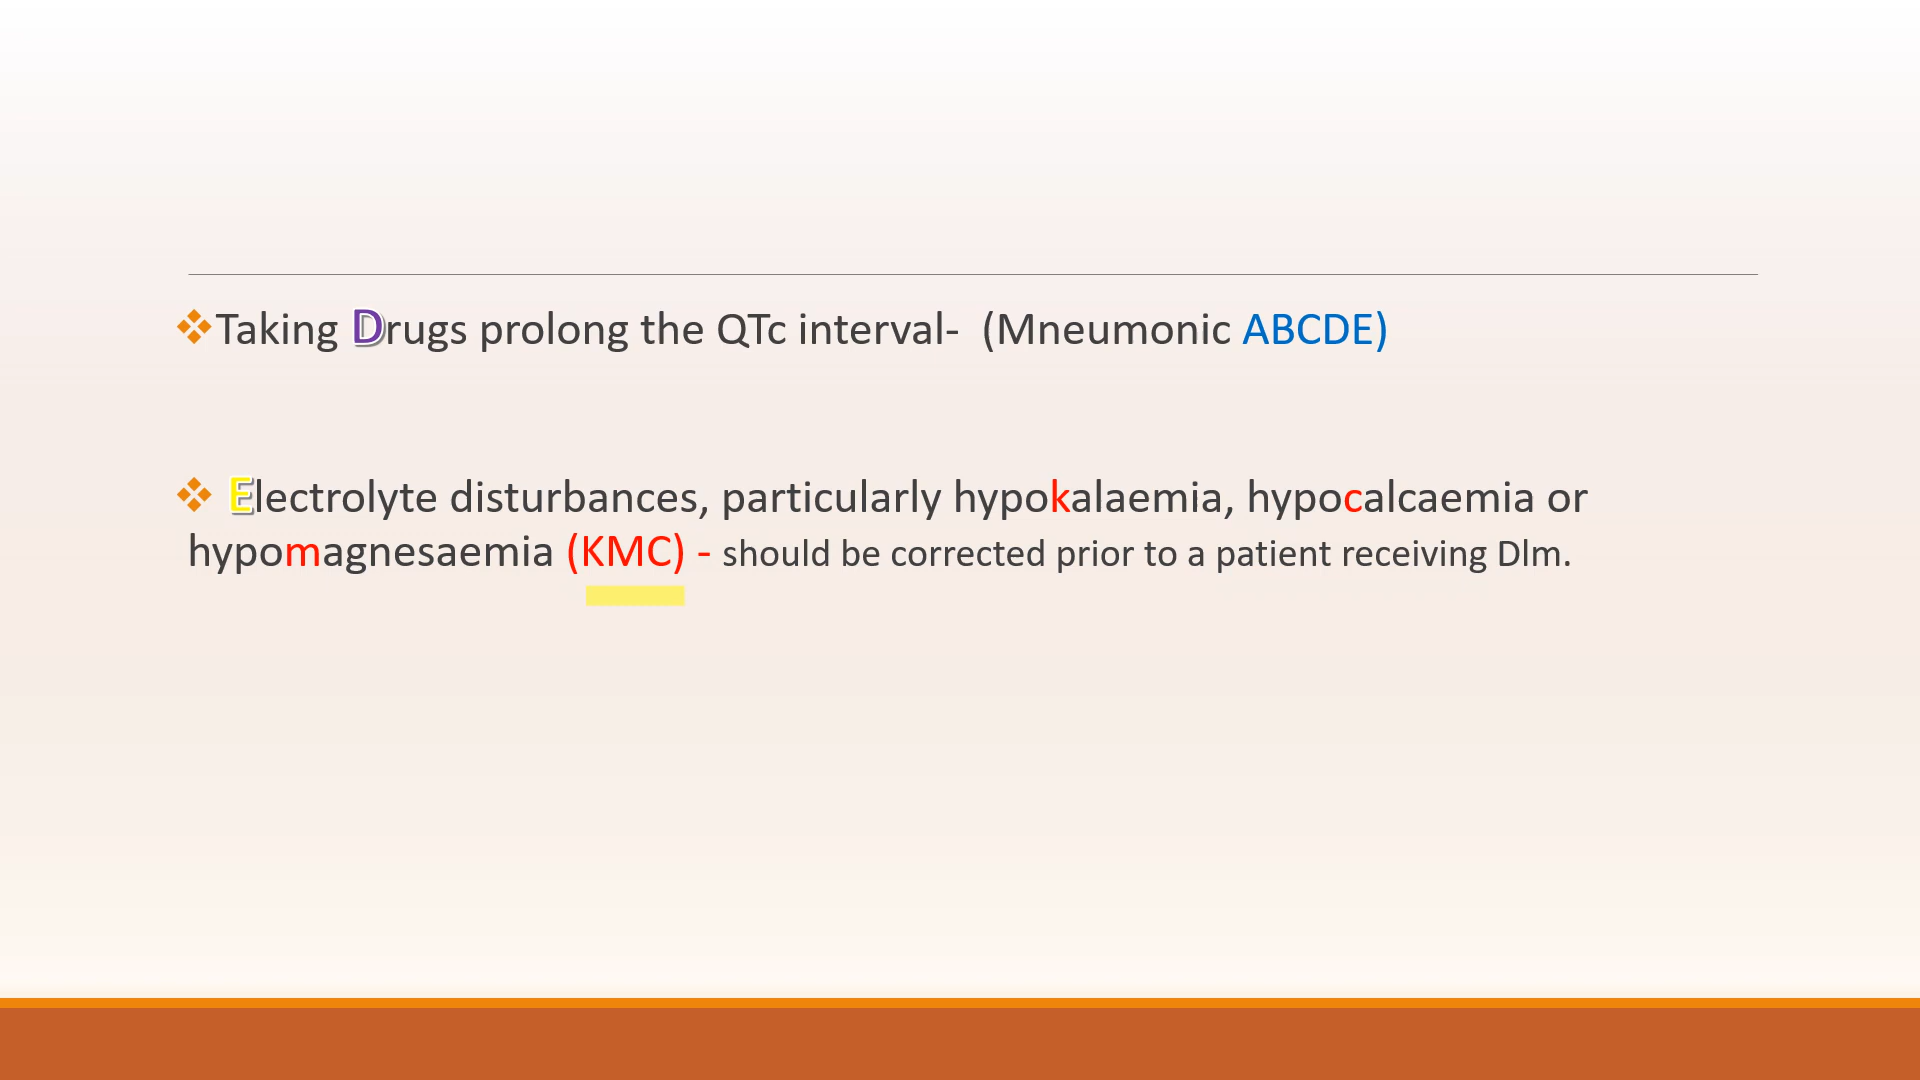 ❖Taking Drugs prolong the QTc interval- (Mneumonic ABCDE)
❖ Electrolyte disturbances, particularly hypokalaemia, hypocalcaemia or
hypomagnesaemia (KMC) - should be corrected prior to a patient receiving Dlm.